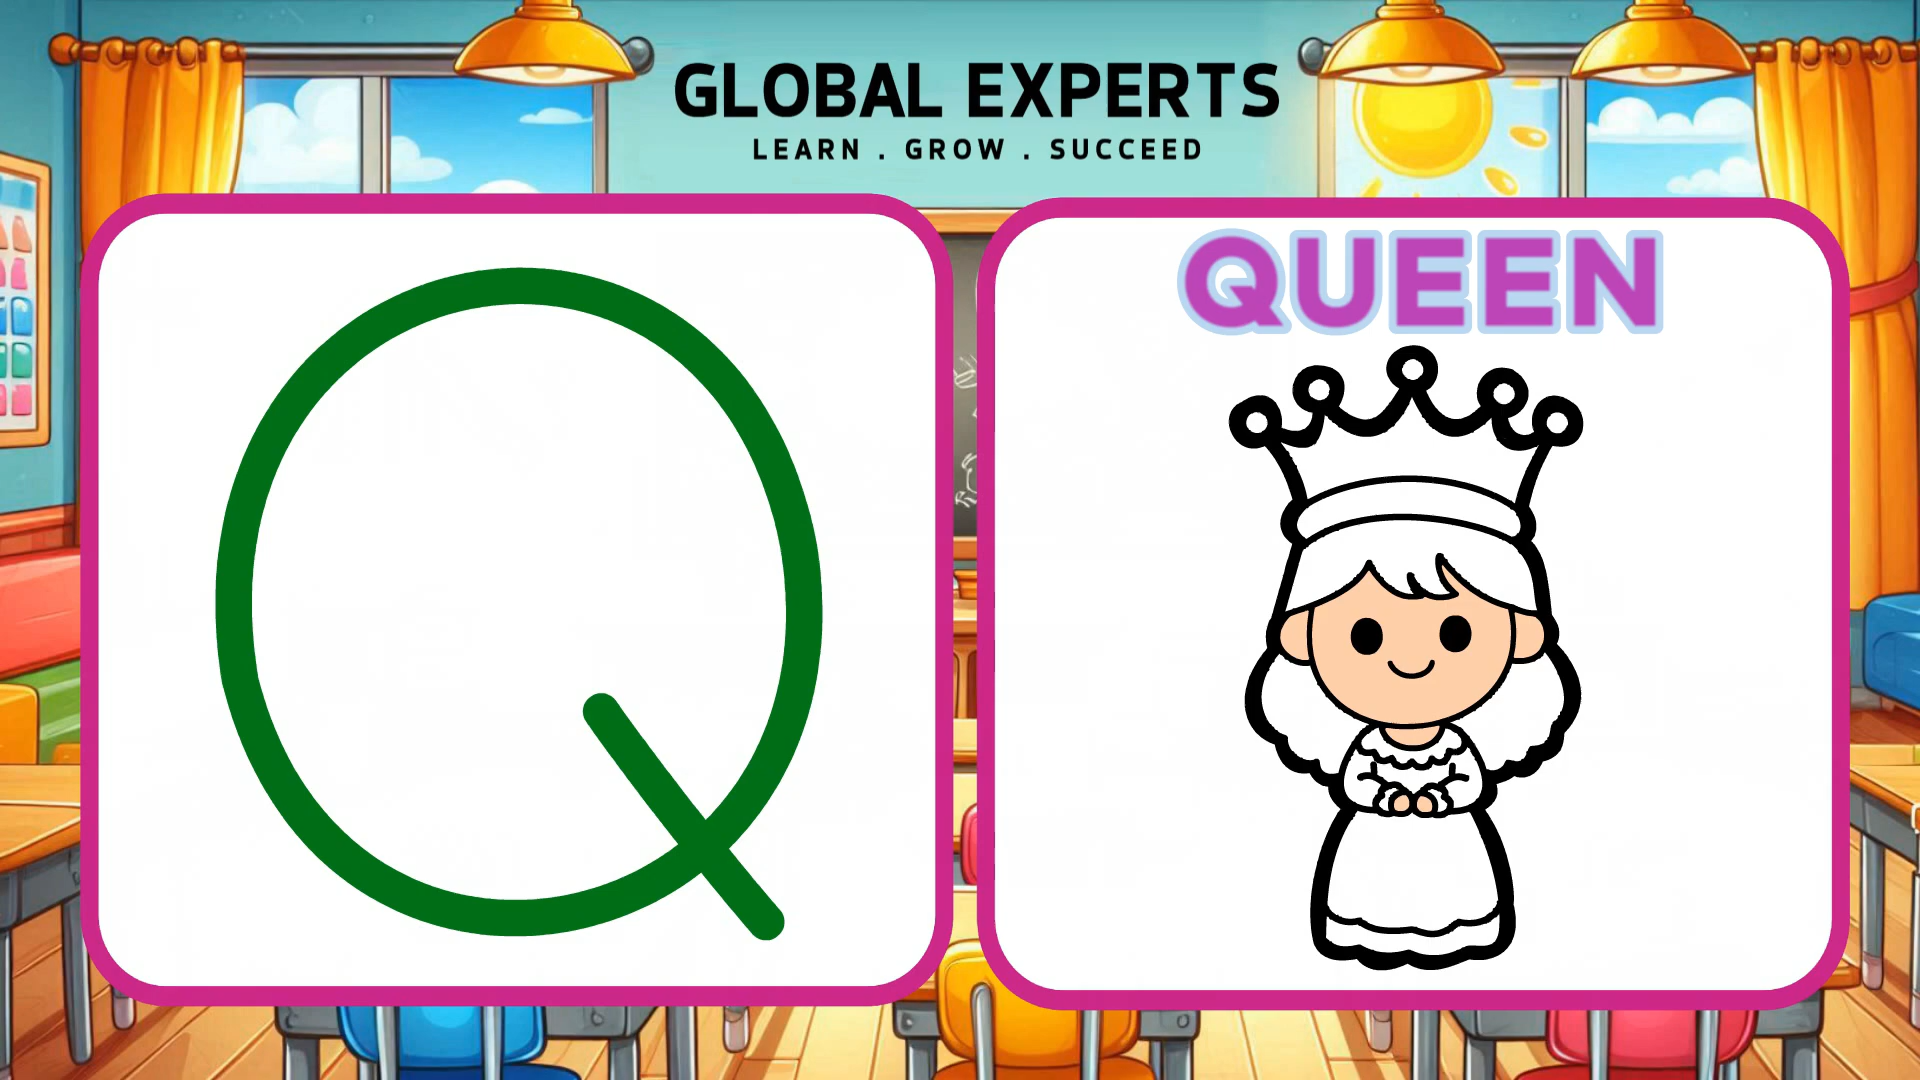 GLOBAL EXPERTS
LEARN . GROW . SUCCEED
Q
QUEEN